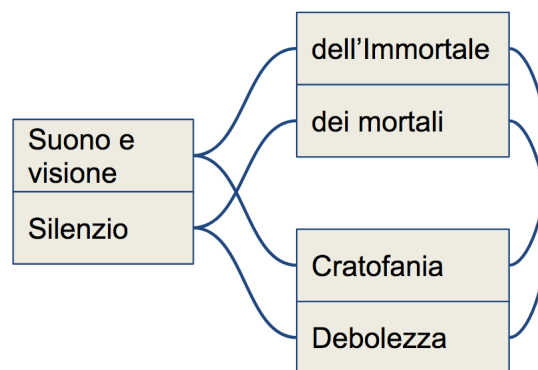 dell’Immortale
dei mortali
Suono e
visione
Silenzio
Cratofania
Debolezza